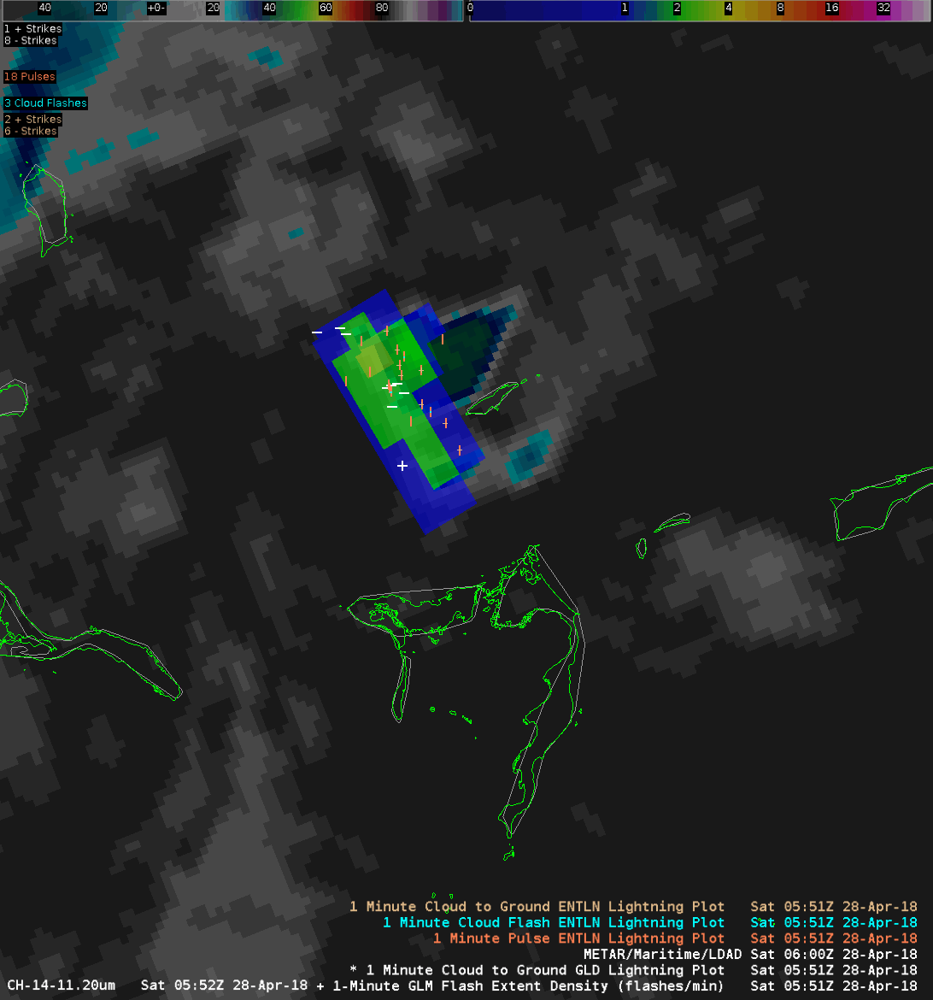 40 20 +0- 20 40 60 80 0 1 2 4 8 16 32
1 + Strikes
8 - Strikes
18 Pulses
3 Cloud Flashes
2 + Strikes
6 - Strikes
1 Minute Cloud to Ground ENTLN Lightning Plot Sat 05:51Z 28-Apr-18
1 Minute Cloud Flash ENTLN Lightning Plot Sat 05:51Z 28-Apr-18
1 Minute Pulse ENTLN Lightning Plot Sat 05:51Z 28-Apr-18
METAR/Maritime/LDAD Sat 06:00Z 28-Apr-18
* 1 Minute Cloud to Ground GLD Lightning Plot Sat 05:51Z 28-Apr-18
CH-14-11.20um Sat 05:52Z 28-Apr-18 + 1-Minute GLM Flash Extent Density (flashes/min) Sat 05:51Z 28-Apr-18